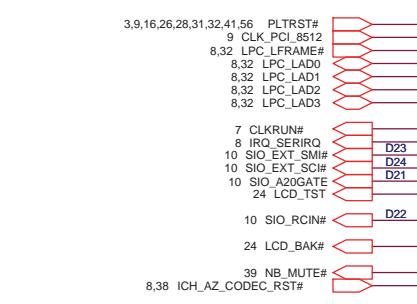 3,9,16,26,28,31,32,41,56 PLTRST#
9 CLK_PCI_8512
8,32 LPC_LFRAME#
8,32 LPC_LAD0
8,32 LPC_LAD1
8,32 LPC_LAD2
8,32 LPC_LAD3
7 CLKRUN#
8 IRQ_SERIRQ
10 SIO_EXT_SMI# D23
10 SIO_EXT_SCI# D24
10 SIO_A20GATE D21
24 LCD_TST
10 SIO_RCIN# D22
24 LCD_BAK#
39 NB_MUTE#
8,38 ICH_AZ_CODEC_RST#